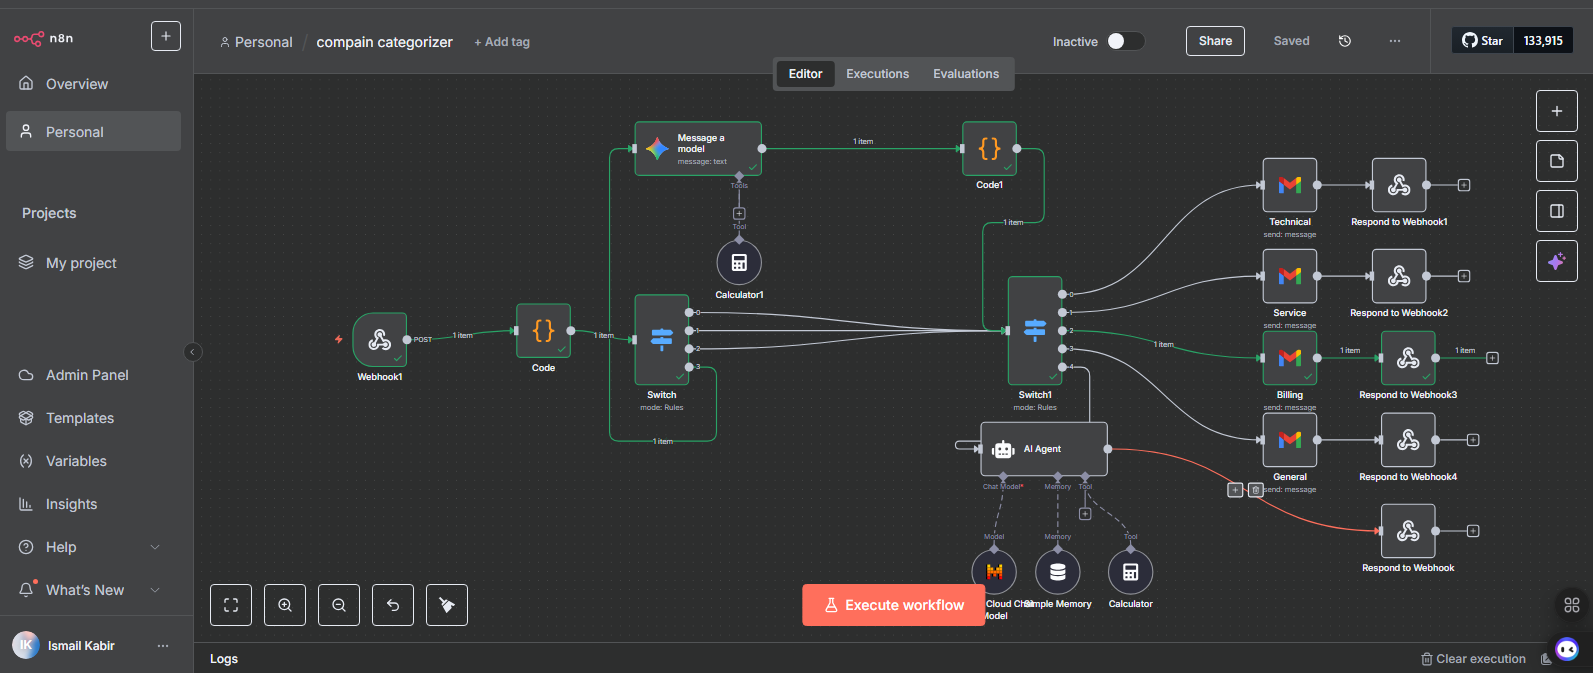 n8n
Personal / compain categorizer + Add tag
Inactive
Share
Saved
Star 133,915
Editor Executions Evaluations
Overview
Personal
Projects
My project
Admin Panel
Templates
Variables
Insights
Help
What's New
IK
Ismail Kabir
Message a
model
message: text
1 item
Code1
Tools
Tool
Calculator1
1 item
Technical
send: message
Respond to Webhook1
Service
send: message
Respond to Webhook2
POST
1 item
Webhook1
Code
1 item
0
1
2
3
Switch
mode: Rules
1 item
0
1
2
3
4
Switch1
mode: Rules
1 item
Billing
send: message
1 item
1 item
Respond to Webhook3
General
send: message
Respond to Webhook4
AI Agent
Chat Model*
Memory
Tool
Model
Memory
Tool
Cloud Chat
Model
Simple Memory
Calculator
Respond to Webhook
Execute workflow
Logs
Clear execution